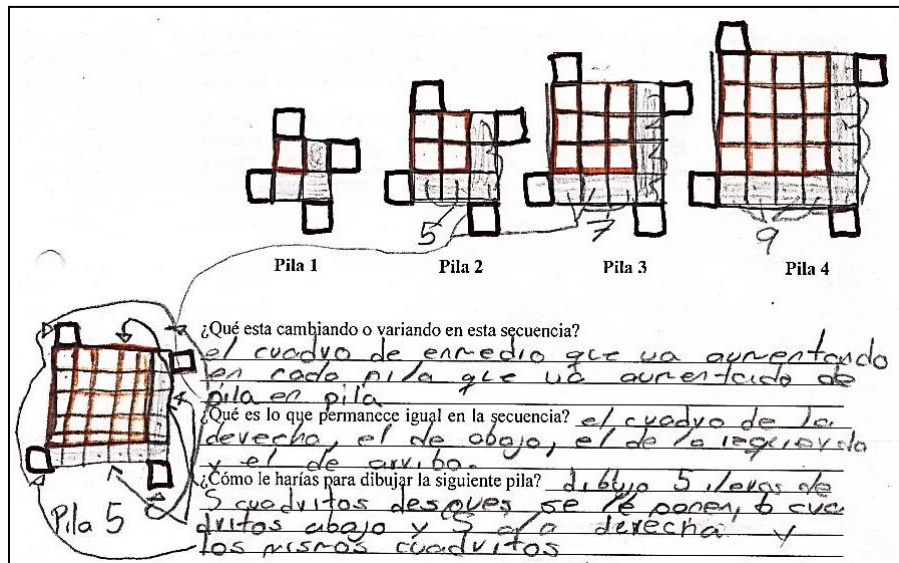 5
7
9
Pila 1
Pila 2
Pila 3
Pila 4
¿Qué esta cambiando o variando en esta secuencia?
el cuadro de enmedio que va aumentando
en cada pila que va aumentado de
pila en pila
¿Qué es lo que permanece igual en la secuencia? el cuadro de la
derecha, el de abajo, el de la izquierda
y el de arriba.
¿Cómo le harías para dibujar la siguiente pila? dibujo 5 de
5 cuadritos despues se le ponen, 6 cua
dritos abajo y 5 a la derecha y
los mismos cuadritos
Pila 5